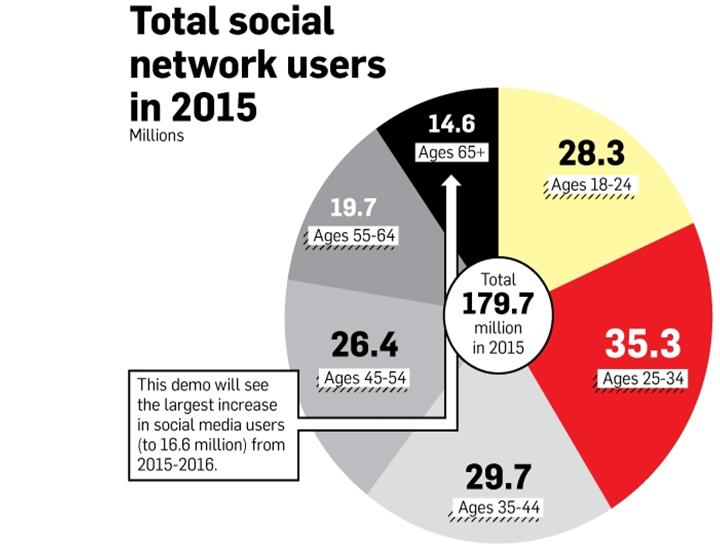 Total social
network users
in 2015
Millions
14.6
Ages 65+
28.3
Ages 18-24
19.7
Ages 55-64
Total
179.7
million
in 2015
35.3
Ages 25-34
26.4
Ages 45-54
This demo will see
the largest increase
in social media users
(to 16.6 million) from
2015-2016.
29.7
Ages 35-44